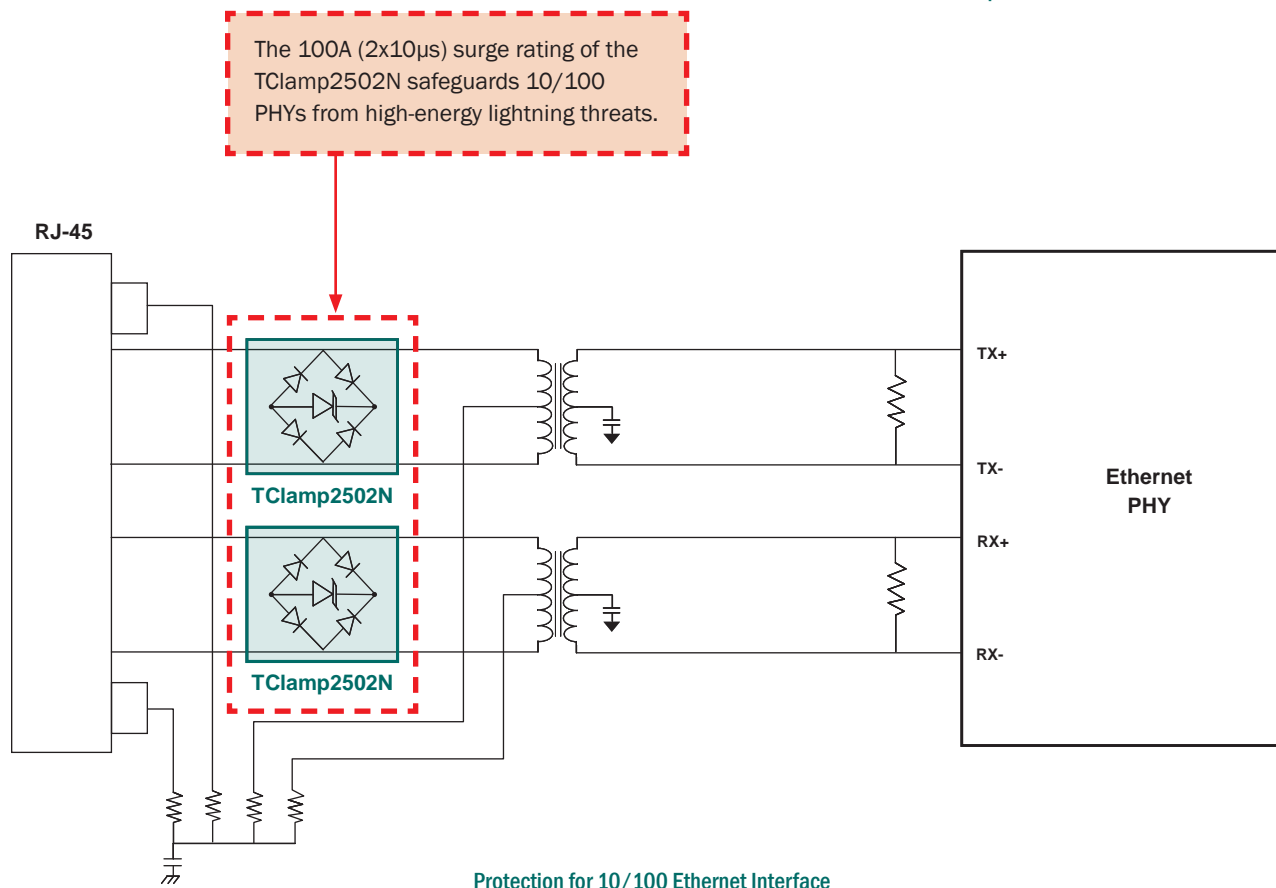 The 100A (2x10µs) surge rating of the
TClamp2502N safeguards 10/100
PHYs from high-energy lightning threats.
RJ-45
TX+
TX-
TClamp2502N
Ethernet
PHY
RX+
RX-
TClamp2502N
Protection for 10/100 Ethernet Interface